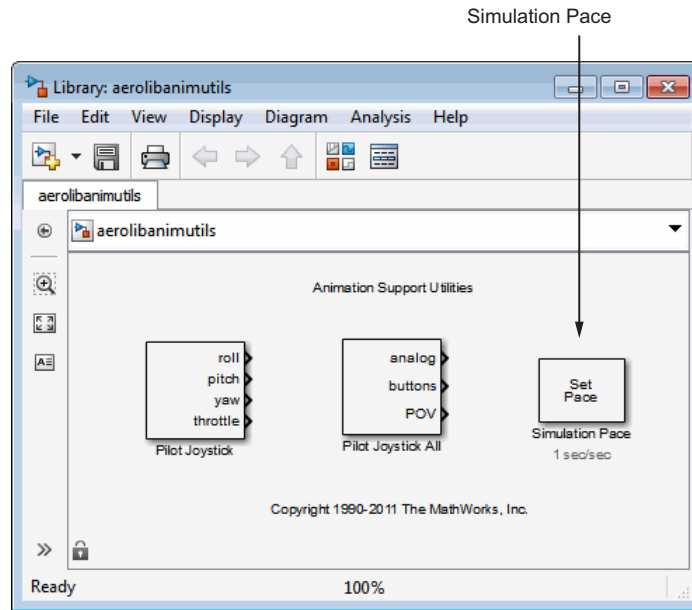 Simulation Pace
Library: aerolibanimutils
File Edit View Display Diagram Analysis Help
aerolibanimutils
aerolibanimutils
Animation Support Utilities
roll
pitch
yaw
throttle
Pilot Joystick
analog
buttons
POV
Pilot Joystick All
Set
Pace
Simulation Pace
1 sec/sec
Copyright 1990-2011 The MathWorks, Inc.
Ready 100%